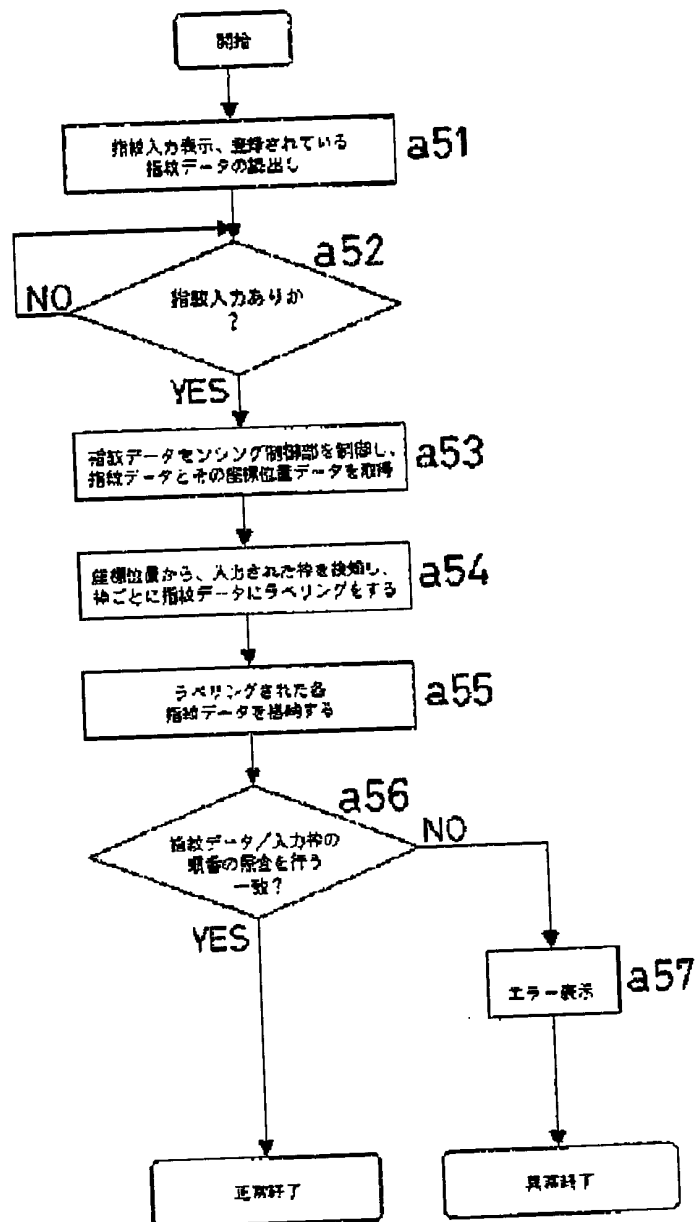 開始
指紋入力表示、登録されている
指紋データの読出し
a51
a52
指紋入力ありか
?
NO
YES
指紋データセンシング制御部を制御し、
指紋データとその座標位置データを取得
a53
座標位置から、入力された枠を検知し、
枠ごとに指紋データにラベリングをする
a54
ラベリングされた各
指紋データを格納する
a55
a56
指紋データ/入力枠の
順番の照合を行う
一致?
NO
YES
エラー表示
a57
正常終了
異常終了